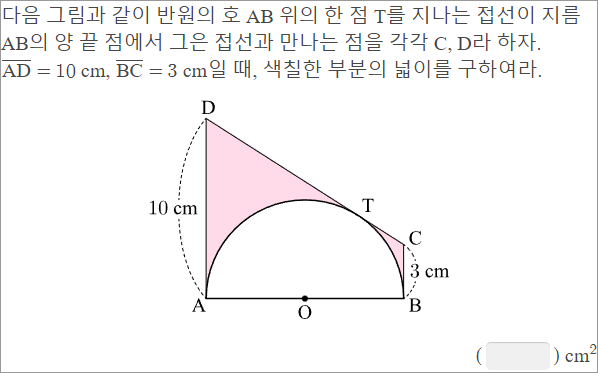 다음 그림과 같이 반원의 호 AB 위의 한 점 T를 지나는 접선이 지름
AB의 양 끝 점에서 그은 접선과 만나는 점을 각각 C, D라 하자.
A̅D̅ = 10 cm, B̅C̅ = 3 cm일 때, 색칠한 부분의 넓이를 구하여라.
D
10 cm
T
C
3 cm
A
O
B
( ) cm²